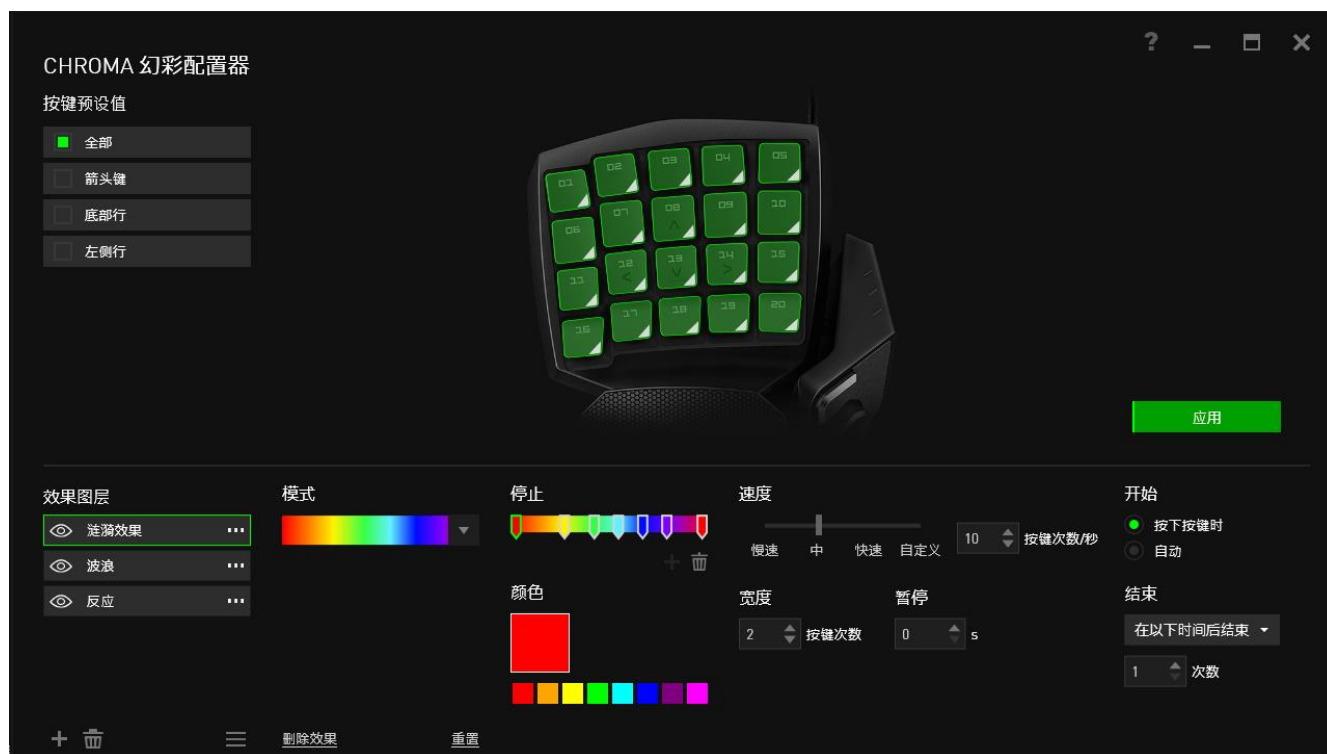 CHROMA 幻彩配置器
?
按键预设值
全部
箭头键
底部行
左侧行
01 02 03 04 05
06 07 08 09 10
11 12 13 14 15
16 17 18 19 20
应用
效果图层
涟漪效果
波浪
反应
删除效果
模式
重置
停止
颜色
速度
慢速 中 快速 自定义
10 按键次数/秒
宽度
2 按键次数
暂停
0 s
开始
按下按键时
自动
结束
在以下时间后结束
1 次数